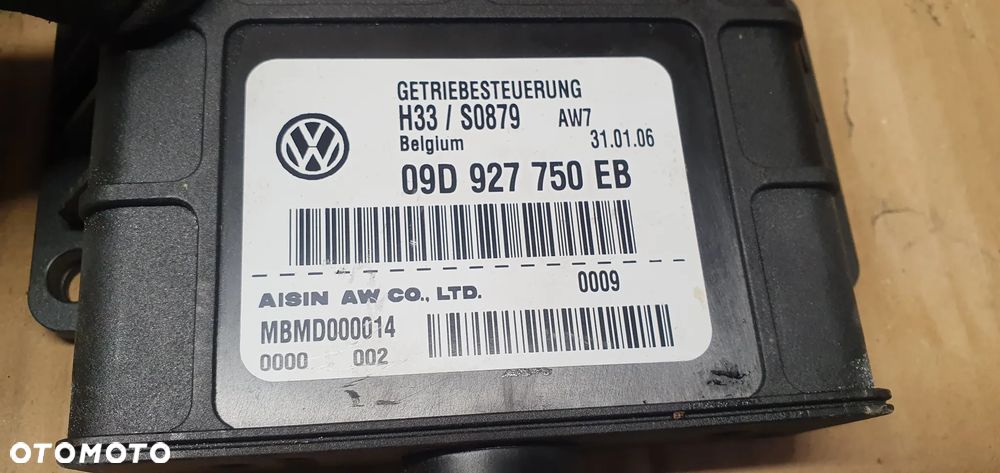 GETRIEBESTEUERUNG
H33 / S0879 AW7
Belgium 31.01.06
09D 927 750 EB
0009
AISIN AW CO., LTD.
MBMD000014
0000 002
OTOMOTO